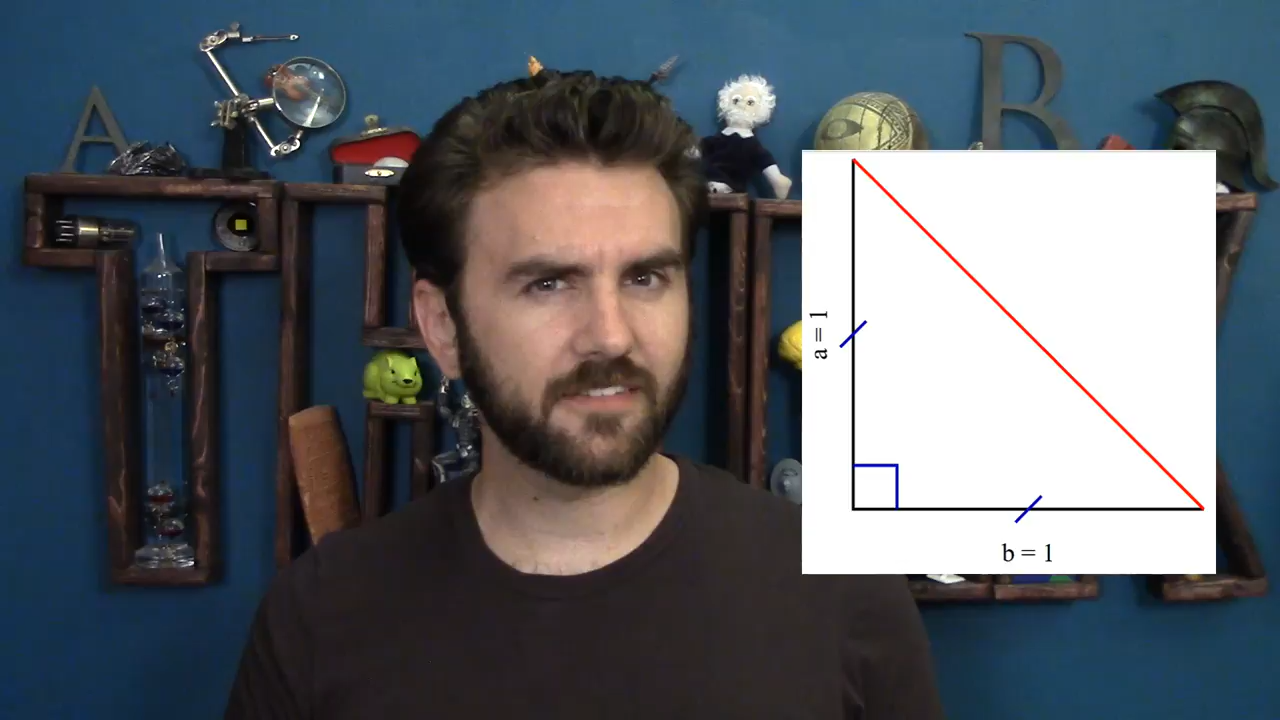 A
B
a = 1
b = 1